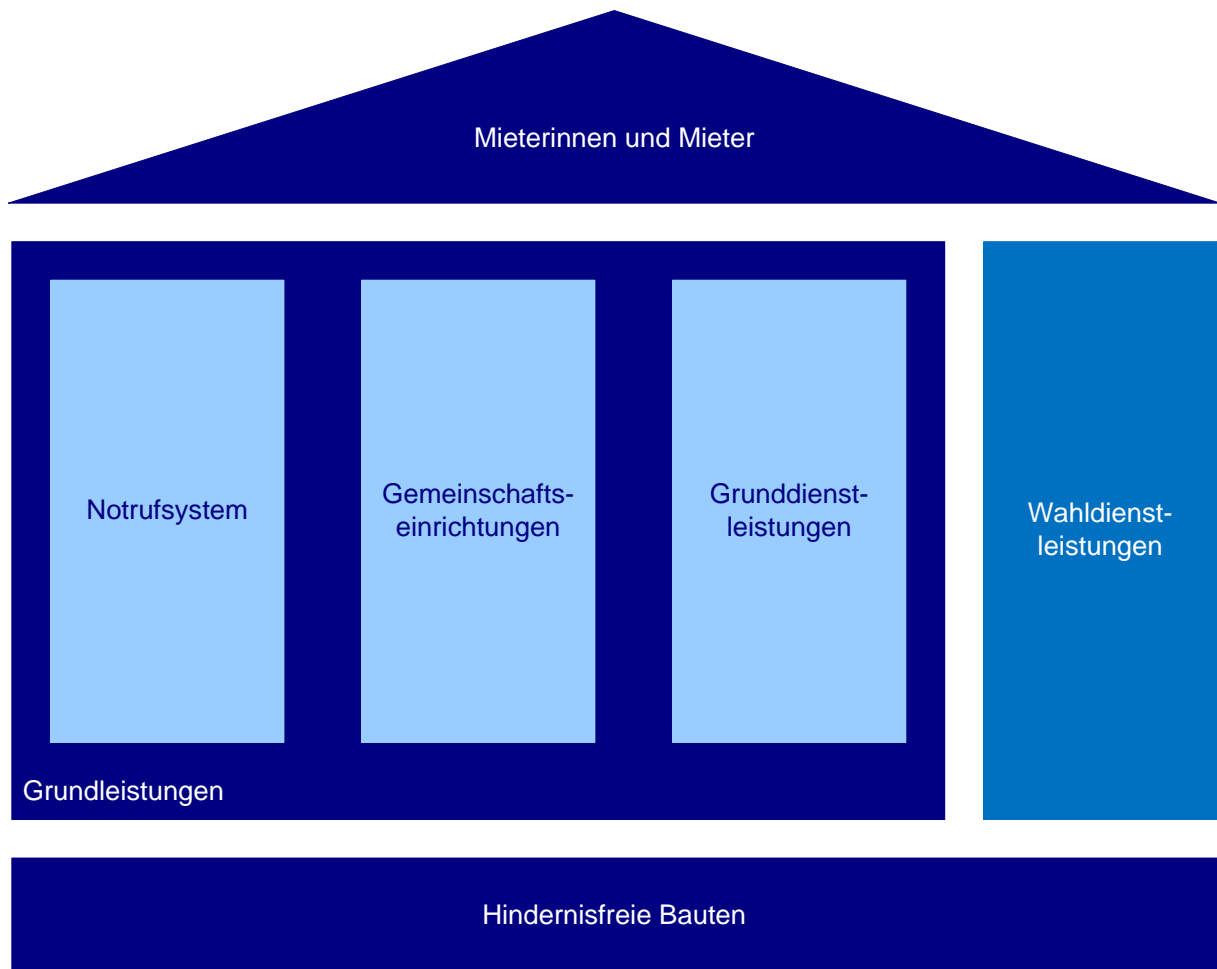 Mieterinnen und Mieter
Notrufsystem
Gemeinschafts-
einrichtungen
Grunddienst-
leistungen
Wahldienst-
leistungen
Grundleistungen
Hindernisfreie Bauten